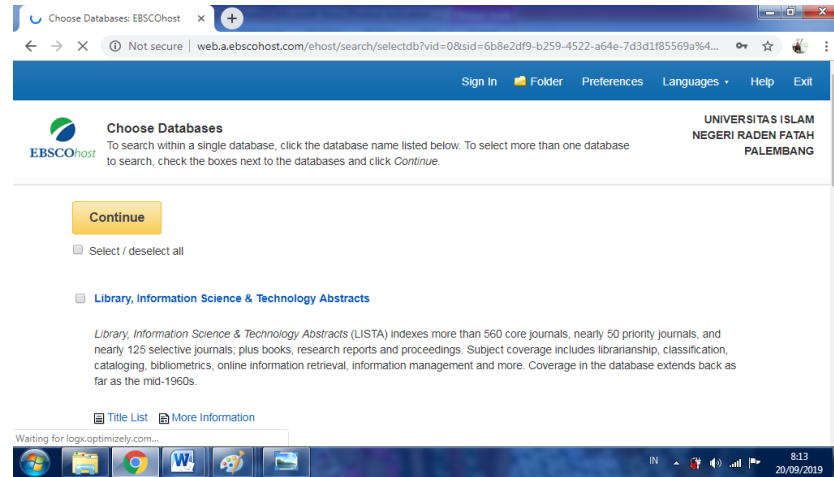 Choose Databases: EBSCOhost
Not secure | web.a.ebscohost.com/ehost/search/selectdb?vid=0&sid=6b8e2df9-b259-4522-a64e-7d3d1f85569a%4...
Sign In Folder Preferences Languages Help Exit
EBSCOhost
Choose Databases
To search within a single database, click the database name listed below. To select more than one database
to search, check the boxes next to the databases and click Continue.
UNIVERSITAS ISLAM
NEGERI RADEN FATAH
PALEMBANG
Continue
Select / deselect all
Library, Information Science & Technology Abstracts
Library, Information Science & Technology Abstracts (LISTA) indexes more than 560 core journals, nearly 50 priority journals, and
nearly 125 selective journals; plus books, research reports and proceedings. Subject coverage includes librarianship, classification,
cataloging, bibliometrics, online information retrieval, information management and more. Coverage in the database extends back as
far as the mid-1960s.
Title List More Information
Waiting for logx.optimizely.com...
IN
8:13
20/09/2019